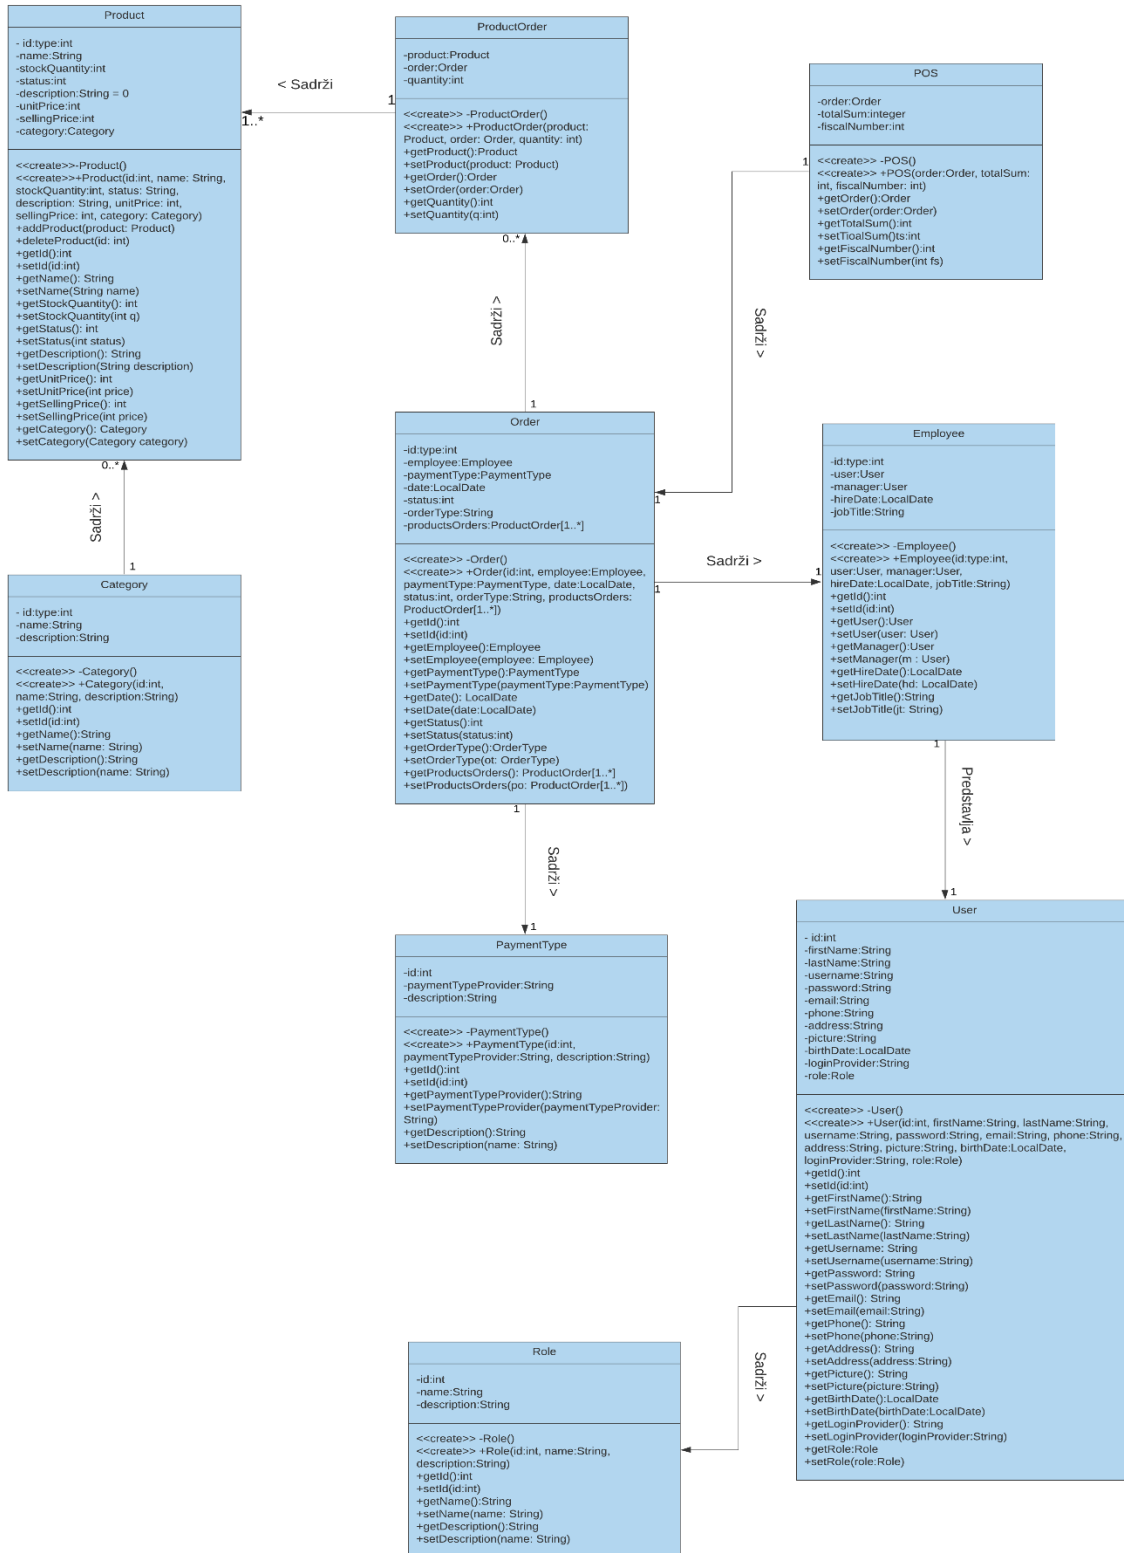 Product
- id:type:int
-name:String
-stockQuantity:int
-status:int
-description:String = 0
-unitPrice:int
-sellingPrice:int
-category:Category
<<create>>-Product()
<<create>>+Product(id:int, name: String,
stockQuantity:int, status: String,
description: String, unitPrice: int,
sellingPrice: int, category: Category)
+addProduct(product: Product)
+deleteProduct(id: int)
+getId():int
+setId(id:int)
+getName(): String
+setName(String name)
+getStockQuantity(): int
+setStockQuantity(int q)
+getStatus(): int
+setStatus(int status)
+getDescription(): String
+setDescription(String description)
+getUnitPrice(): int
+setUnitPrice(int price)
+getSellingPrice(): int
+setSellingPrice(int price)
+getCategory(): Category
+setCategory(Category category)
< Sadrži
1
1..*
ProductOrder
-product:Product
-order:Order
-quantity:int
<<create>> -ProductOrder()
<<create>> +ProductOrder(product:
Product, order: Order, quantity: int)
+getProduct():Product
+setProduct(product: Product)
+getOrder():Order
+setOrder(order:Order)
+getQuantity():int
+setQuantity(q:int)
0..*
Sadrži >
1
POS
-order:Order
-totalSum:integer
-fiscalNumber:int
<<create>> -POS()
<<create>> +POS(order:Order, totalSum:
int, fiscalNumber: int)
+getOrder():Order
+setOrder(order:Order)
+getTotalSum():int
+setTioalSum()ts:int
+getFiscalNumber():int
+setFiscalNumber(int fs)
1
Sadrži >
1
0..*
Sadrži >
1
Category
- id:type:int
-name:String
-description:String
<<create>> -Category()
<<create>> +Category(id:int,
name:String, description:String)
+getId():int
+setId(id:int)
+getName():String
+setName(name: String)
+getDescription():String
+setDescription(name: String)
Order
-id:type:int
-employee:Employee
-paymentType:PaymentType
-date:LocalDate
-status:int
-orderType:String
-productsOrders:ProductOrder[1..*]
<<create>> -Order()
<<create>> +Order(id:int, employee:Employee,
paymentType:PaymentType, date:LocalDate,
status:int, orderType:String, productsOrders:
ProductOrder[1..*])
+getId():int
+setId(id:int)
+getEmployee():Employee
+setEmployee(employee: Employee)
+getPaymentType():PaymentType
+setPaymentType(paymentType:PaymentType)
+getDate(): LocalDate
+setDate(date:LocalDate)
+getStatus():int
+setStatus(status:int)
+getOrderType():OrderType
+setOrderType(ot: OrderType)
+getProductsOrders(): ProductOrder[1..*]
+setProductsOrders(po: ProductOrder[1..*])
Sadrži >
1
1
Employee
-id:type:int
-user:User
-manager:User
-hireDate:LocalDate
-jobTitle:String
<<create>> -Employee()
<<create>> +Employee(id:type:int,
user:User, manager:User,
hireDate:LocalDate, jobTitle:String)
+getId():int
+setId(id:int)
+getUser():User
+setUser(user: User)
+getManager():User
+setManager(m : User)
+getHireDate():LocalDate
+setHireDate(hd: LocalDate)
+getJobTitle():String
+setJobTitle(jt: String)
1
Predstavlja >
1
1
Sadrži >
1
PaymentType
-id:int
-paymentTypeProvider:String
-description:String
<<create>> -PaymentType()
<<create>> +PaymentType(id:int,
paymentTypeProvider:String, description:String)
+getId():int
+setId(id:int)
+getPaymentTypeProvider():String
+setPaymentTypeProvider(paymentTypeProvider:
String)
+getDescription():String
+setDescription(name: String)
User
- id:int
-firstName:String
-lastName:String
-username:String
-password:String
-email:String
-phone:String
-address:String
-picture:String
-birthDate:LocalDate
-loginProvider:String
-role:Role
<<create>> -User()
<<create>> +User(id:int, firstName:String, lastName:String,
username:String, password:String, email:String, phone:String,
address:String, picture:String, birthDate:LocalDate,
loginProvider:String, role:Role)
+getId():int
+setId(id:int)
+getFirstName():String
+setFirstName(firstName:String)
+getLastName(): String
+setLastName(lastName:String)
+getUsername: String
+setUsername(username:String)
+getPassword: String
+setPassword(password:String)
+getEmail(): String
+setEmail(email:String)
+getPhone(): String
+setPhone(phone:String)
+getAddress(): String
+setAddress(address:String)
+getPicture(): String
+setPicture(picture:String)
+getBirthDate():LocalDate
+setBirthDate(birthDate:LocalDate)
+getLoginProvider(): String
+setLoginProvider(loginProvider:String)
+getRole:Role
+setRole(role:Role)
Sadrži >
Role
-id:int
-name:String
-description:String
<<create>> -Role()
<<create>> +Role(id:int, name:String,
description:String)
+getId():int
+setId(id:int)
+getName():String
+setName(name: String)
+getDescription():String
+setDescription(name: String)